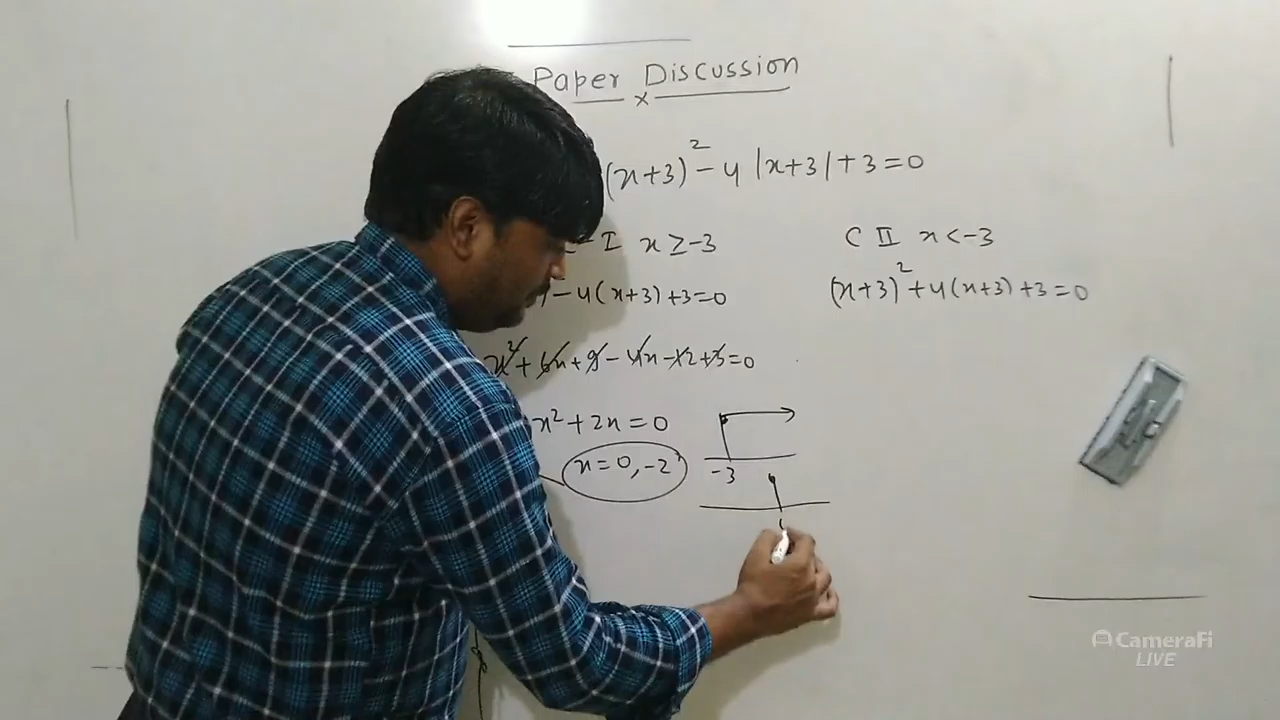 Paper Discussion
x
(x+3)² - 4 |x+3| + 3 = 0
I x ≥ -3
C II x < -3
- 4(x+3) + 3 = 0
(x+3)² + 4(x+3) + 3 = 0
x² + 6x + 9 - 4x - 12 + 3 = 0
x² + 2x = 0
x = 0, -2
-3
CameraFi
LIVE